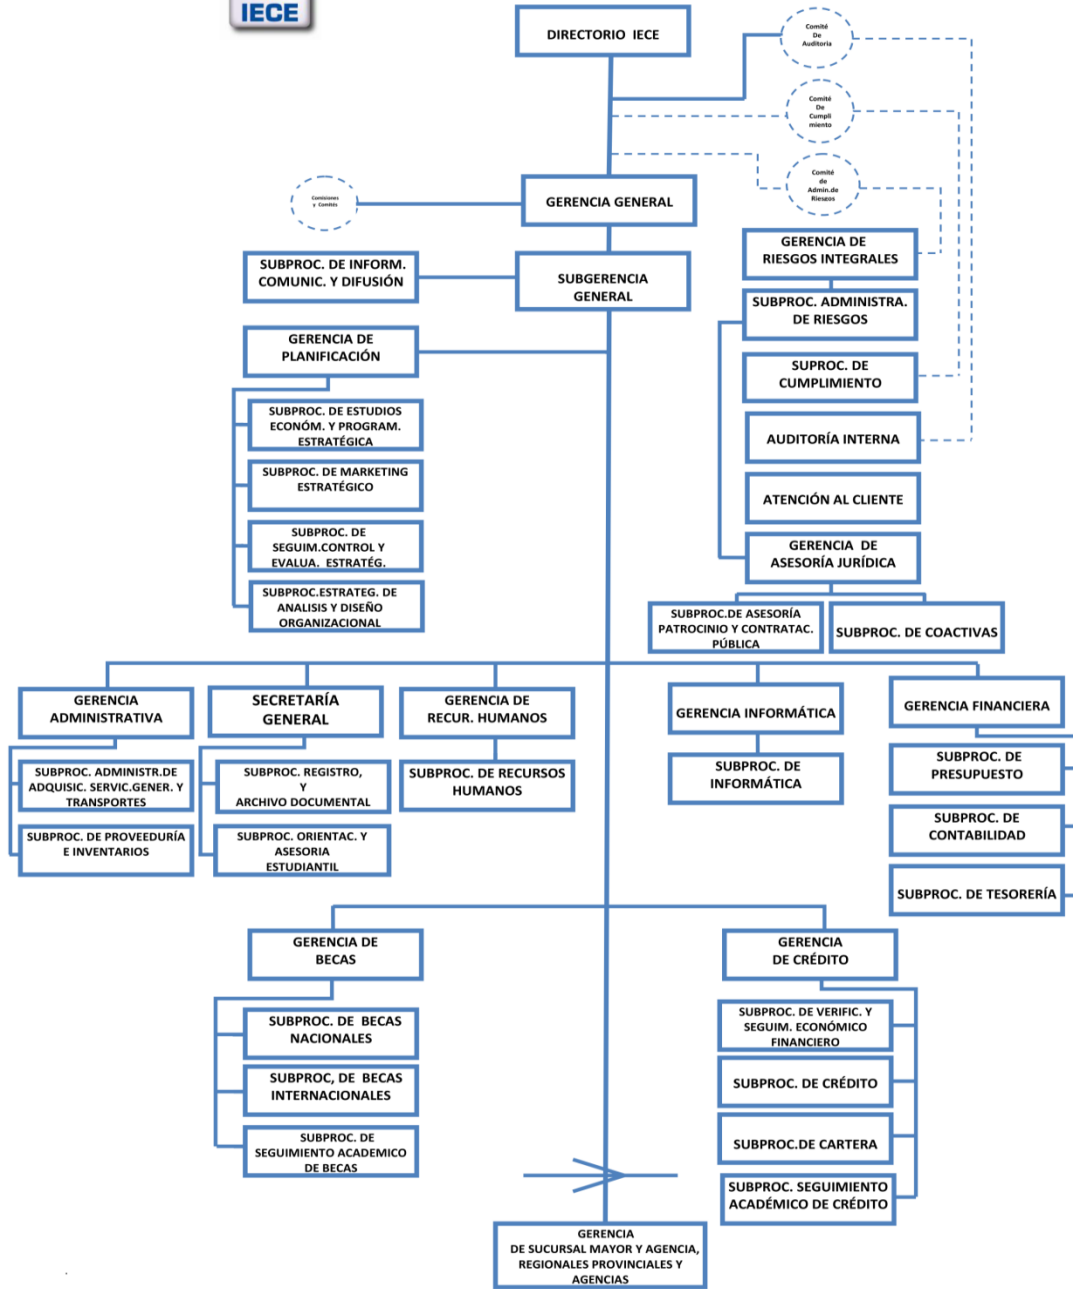 IECE
DIRECTORIO IECE
Comité
De
Auditoria
Comité
De
Cumpli
miento
Comité
de
Admin.de
Riesgos
Comisiones
y Comités
GERENCIA GENERAL
GERENCIA DE
RIESGOS INTEGRALES
SUBPROC. DE INFORM.
COMUNIC. Y DIFUSIÓN
SUBGERENCIA
GENERAL
SUBPROC. ADMINISTRA.
DE RIESGOS
GERENCIA DE
PLANIFICACIÓN
SUPROC. DE
CUMPLIMIENTO
SUBPROC. DE ESTUDIOS
ECONÓM. Y PROGRAM.
ESTRATÉGICA
AUDITORÍA INTERNA
SUBPROC. DE MARKETING
ESTRATÉGICO
ATENCIÓN AL CLIENTE
SUBPROC. DE
SEGUIM.CONTROL Y
EVALUA. ESTRATÉG.
GERENCIA DE
ASESORÍA JURÍDICA
SUBPROC.ESTRATEG. DE
ANALISIS Y DISEÑO
ORGANIZACIONAL
SUBPROC.DE ASESORÍA
PATROCINIO Y CONTRATAC.
PÚBLICA
SUBPROC. DE COACTIVAS
GERENCIA
ADMINISTRATIVA
SECRETARÍA
GENERAL
GERENCIA DE
RECUR. HUMANOS
GERENCIA INFORMÁTICA
GERENCIA FINANCIERA
SUBPROC. ADMINISTR.DE
ADQUISIC. SERVIC.GENER. Y
TRANSPORTES
SUBPROC. REGISTRO,
Y
ARCHIVO DOCUMENTAL
SUBPROC. DE RECURSOS
HUMANOS
SUBPROC. DE
INFORMÁTICA
SUBPROC. DE
PRESUPUESTO
SUBPROC. DE PROVEEDURÍA
E INVENTARIOS
SUBPROC. ORIENTAC. Y
ASESORIA
ESTUDIANTIL
SUBPROC. DE
CONTABILIDAD
SUBPROC. DE TESORERÍA
GERENCIA DE
BECAS
GERENCIA
DE CRÉDITO
SUBPROC. DE BECAS
NACIONALES
SUBPROC. DE VERIFIC. Y
SEGUIM. ECONÓMICO
FINANCIERO
SUBPROC, DE BECAS
INTERNACIONALES
SUBPROC. DE CRÉDITO
SUBPROC. DE
SEGUIMIENTO ACADEMICO
DE BECAS
SUBPROC.DE CARTERA
SUBPROC. SEGUIMIENTO
ACADÉMICO DE CRÉDITO
GERENCIA
DE SUCURSAL MAYOR Y AGENCIA,
REGIONALES PROVINCIALES Y
AGENCIAS